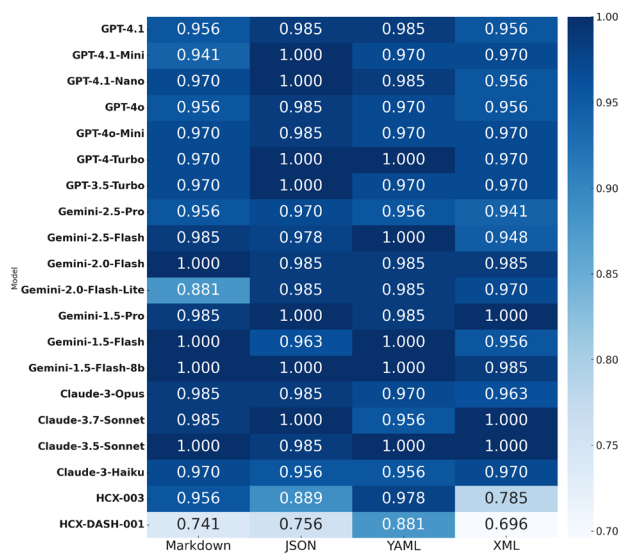 Model
GPT-4.1 0.956 0.985 0.985 0.956
GPT-4.1-Mini 0.941 1.000 0.970 0.970
GPT-4.1-Nano 0.970 1.000 0.985 0.956
GPT-4o 0.956 0.985 0.970 0.956
GPT-4o-Mini 0.970 0.985 0.970 0.970
GPT-4-Turbo 0.970 1.000 1.000 0.970
GPT-3.5-Turbo 0.970 1.000 0.970 0.970
Gemini-2.5-Pro 0.956 0.970 0.956 0.941
Gemini-2.5-Flash 0.985 0.978 1.000 0.948
Gemini-2.0-Flash 1.000 0.985 0.985 0.985
Gemini-2.0-Flash-Lite 0.881 0.985 0.985 0.970
Gemini-1.5-Pro 0.985 1.000 0.985 1.000
Gemini-1.5-Flash 1.000 0.963 1.000 0.956
Gemini-1.5-Flash-8b 1.000 1.000 1.000 0.985
Claude-3-Opus 0.985 0.985 0.970 0.963
Claude-3.7-Sonnet 0.985 1.000 0.956 1.000
Claude-3.5-Sonnet 1.000 0.985 1.000 1.000
Claude-3-Haiku 0.970 0.956 0.956 0.970
HCX-003 0.956 0.889 0.978 0.785
HCX-DASH-001 0.741 0.756 0.881 0.696
Markdown JSON YAML XML
1.00
0.95
0.90
0.85
0.80
0.75
0.70